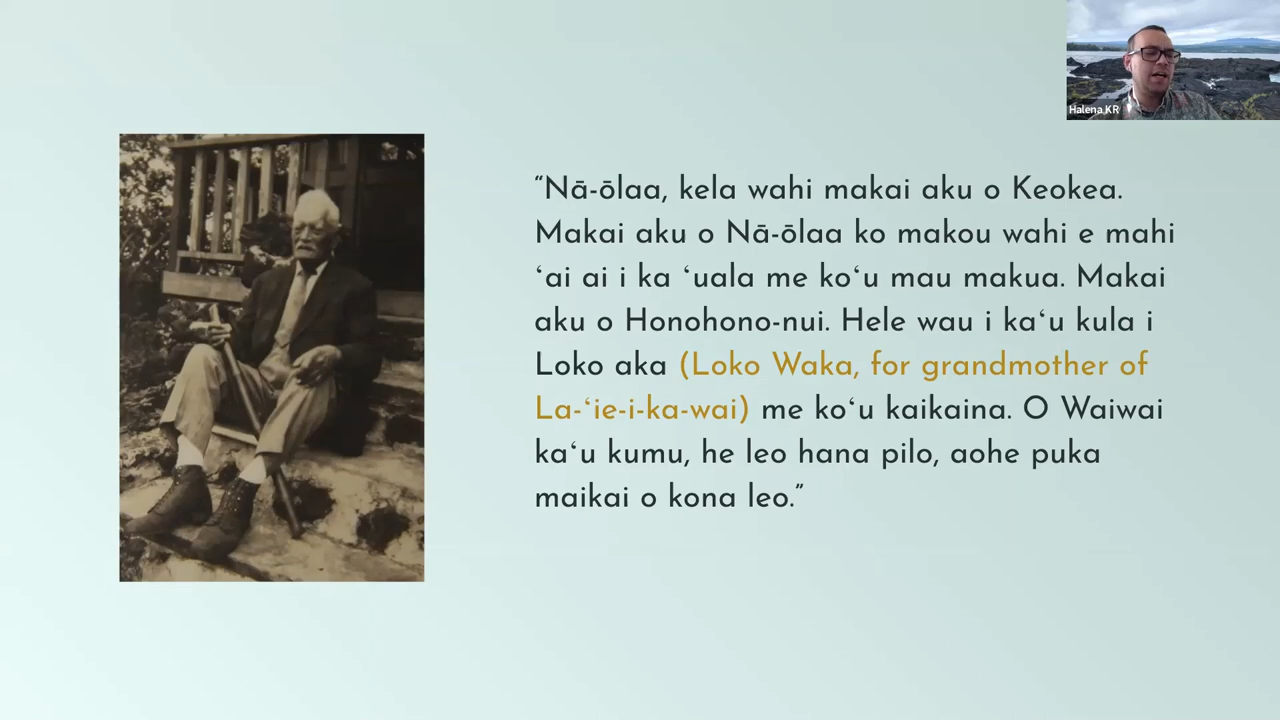 Halena KR
“Nā-ōlaa, kela wahi makai aku o Keokea.
Makai aku o Nā-ōlaa ko makou wahi e mahi
ʻai ai i ka ʻuala me koʻu mau makua. Makai
aku o Honohono-nui. Hele wau i kaʻu kula i
Loko aka (Loko Waka, for grandmother of
La-ʻie-i-ka-wai) me koʻu kaikaina. O Waiwai
kaʻu kumu, he leo hana pilo, aohe puka
maikai o kona leo.”